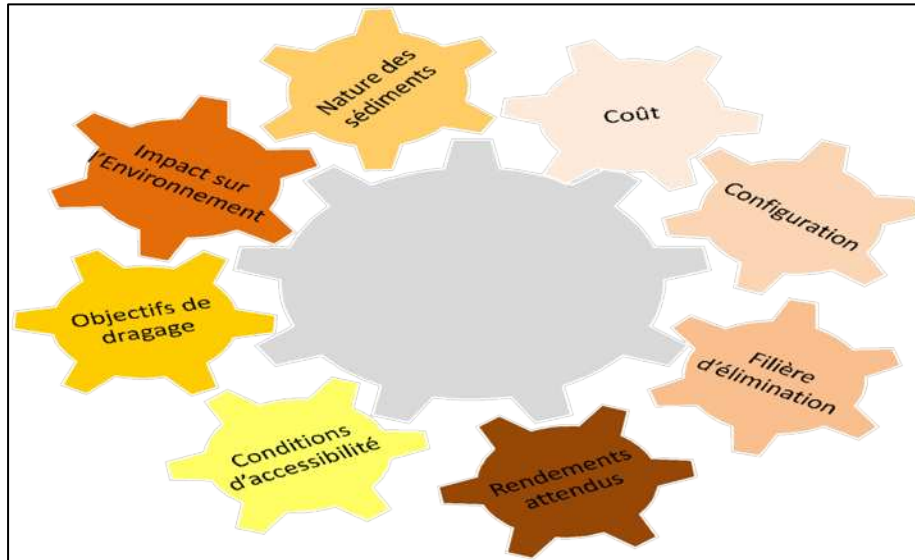 Nature des
sédiments
Coût
Configuration
Filière
d'élimination
Rendements
attendus
Conditions
d'accessibilité
Objectifs de
dragage
Impact sur
l'Environnement